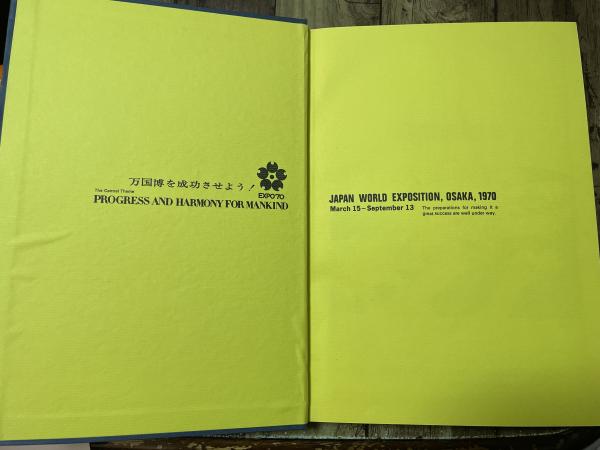 万国博を成功させよう!
EXPO'70
The Central Theme
PROGRESS AND HARMONY FOR MANKIND
JAPAN WORLD EXPOSITION, OSAKA, 1970
March 15－September 13
The preparations for making it a
great success are well under way.